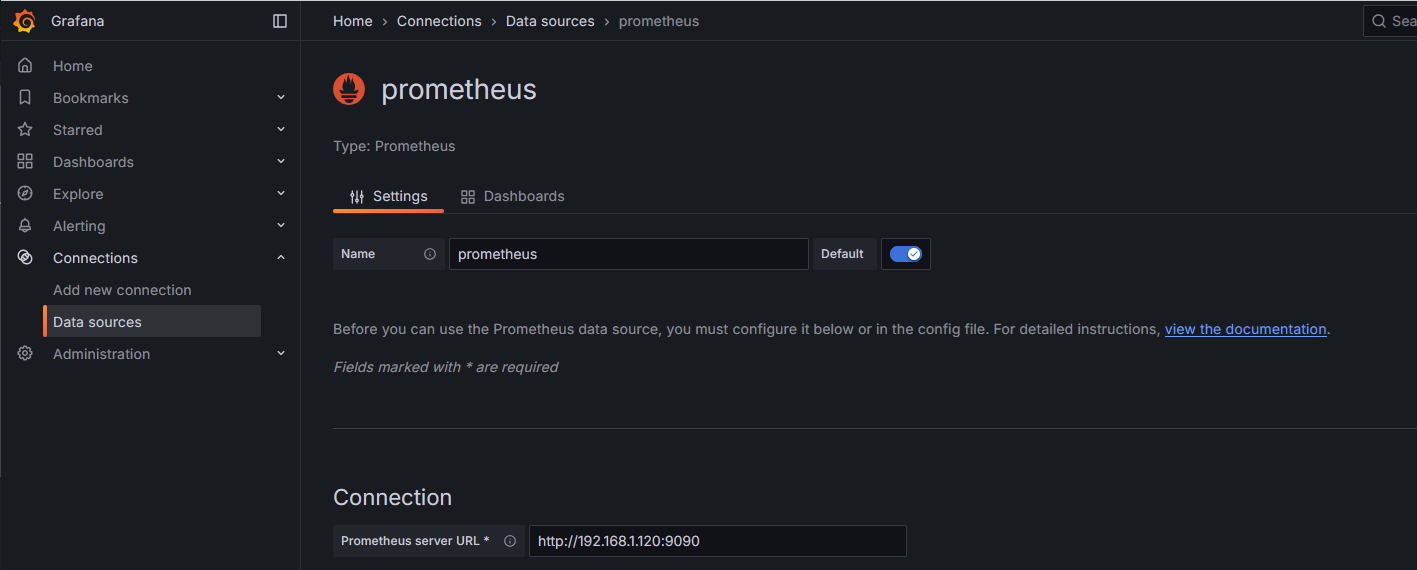 Grafana
Home › Connections › Data sources › prometheus
Sea
Home
Bookmarks
Starred
Dashboards
Explore
Alerting
Connections
Add new connection
Data sources
Administration
prometheus
Type: Prometheus
Settings
Dashboards
Name
prometheus
Default
Before you can use the Prometheus data source, you must configure it below or in the config file. For detailed instructions, view the documentation.
Fields marked with * are required
Connection
Prometheus server URL *
http://192.168.1.120:9090